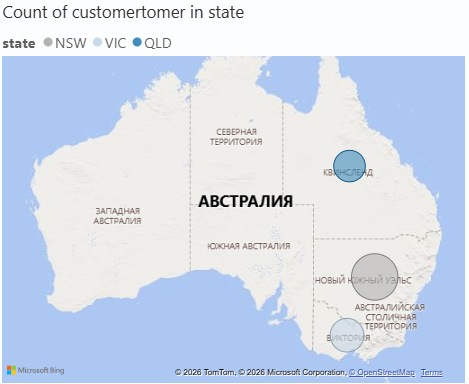 Count of customertomer in state
state NSW VIC QLD
СЕВЕРНАЯ
ТЕРРИТОРИЯ
КВИНСЛЕНД
АВСТРАЛИЯ
ЗАПАДНАЯ
АВСТРАЛИЯ
ЮЖНАЯ АВСТРАЛИЯ
НОВЫЙ ЮЖНЫЙ УЭЛЬС
АВСТРАЛИЙСКАЯ
СТОЛИЧНАЯ
ТЕРРИТОРИЯ
ВИКТОРИЯ
Microsoft Bing
© 2026 TomTom, © 2026 Microsoft Corporation, © OpenStreetMap Terms